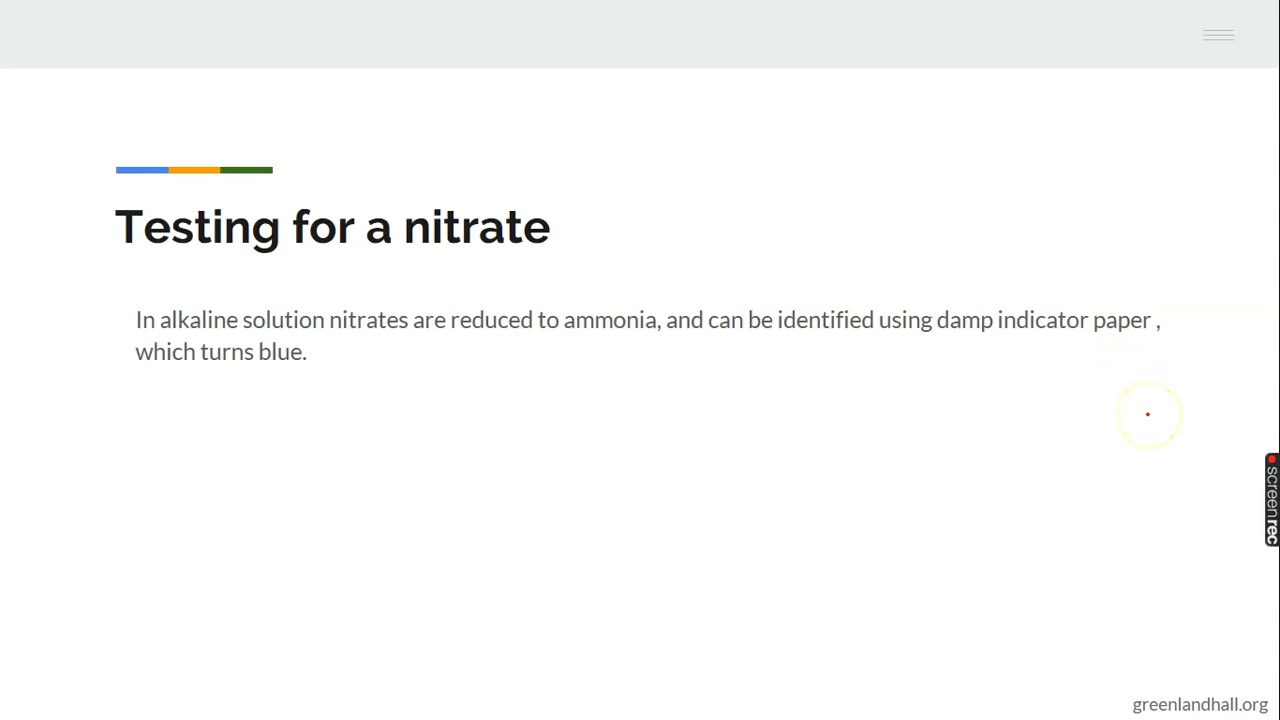 Testing for a nitrate
In alkaline solution nitrates are reduced to ammonia, and can be identified using damp indicator paper ,
which turns blue.
screenrec
greenlandhall.org